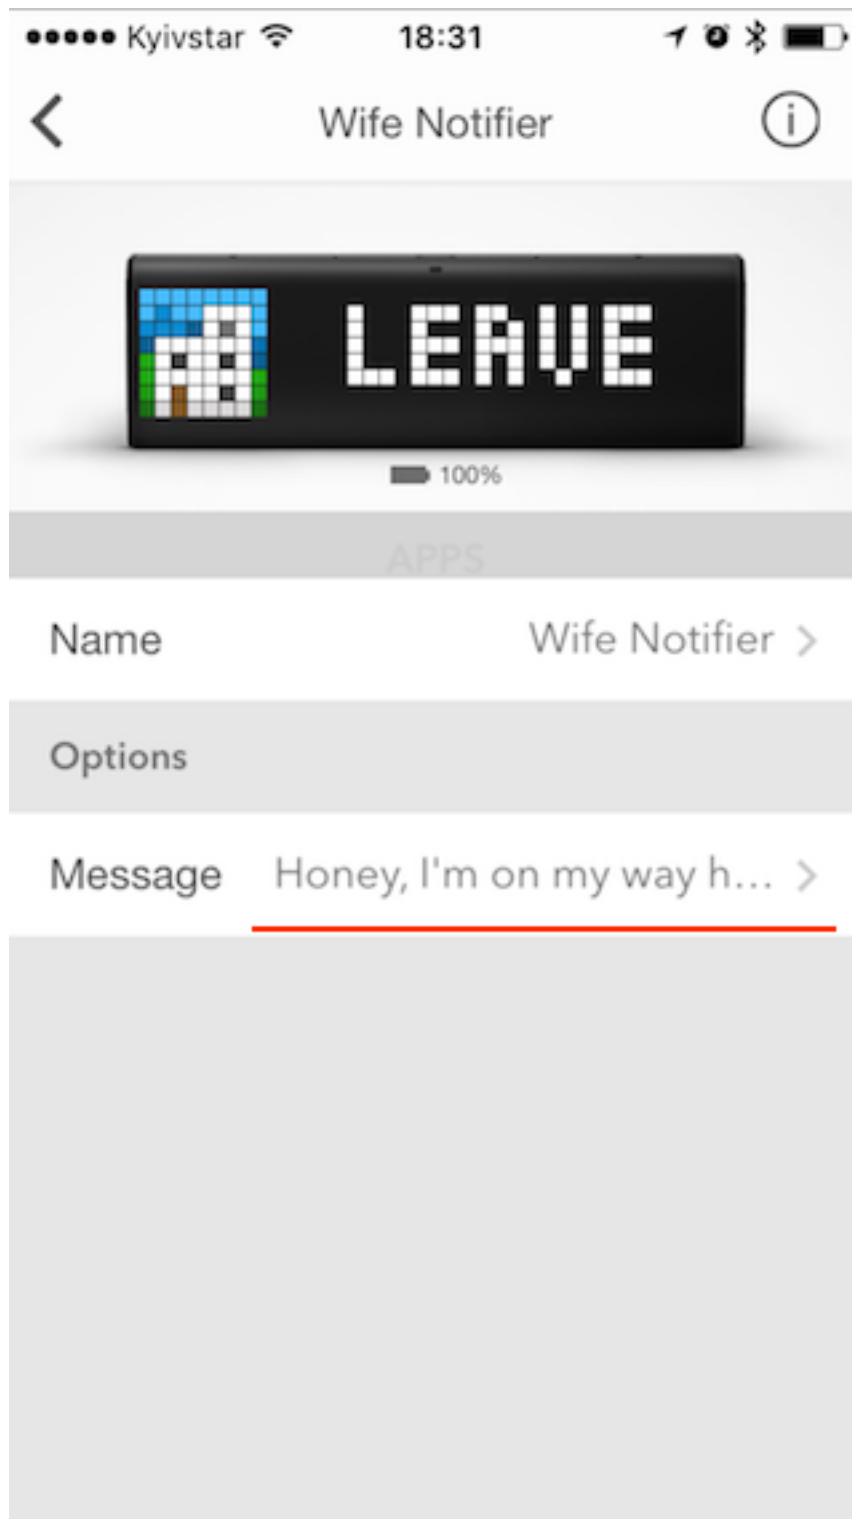 Kyivstar 18:31
Wife Notifier
LEAVE
100%
APPS
Name Wife Notifier
Options
Message Honey, I'm on my way h...